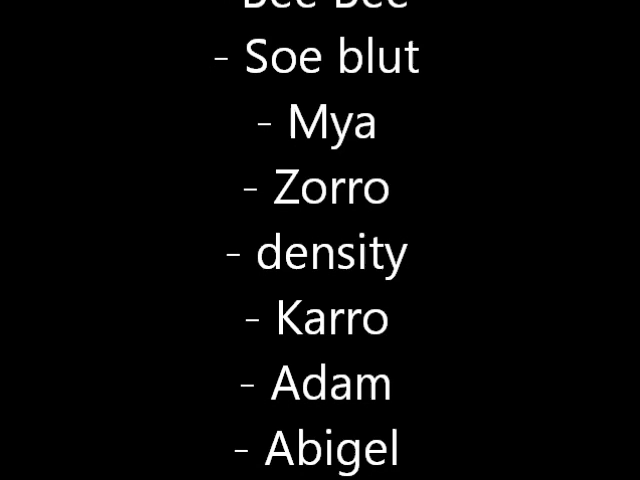 - Bee Bee
- Soe blut
- Mya
- Zorro
- density
- Karro
- Adam
- Abigel